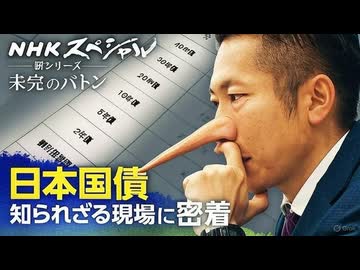 NHKスペシャル
新シリーズ
未完のバトン
40年債
30年債
20年債
10年債
5年債
2年債
日本国債
知られざる現場に密着